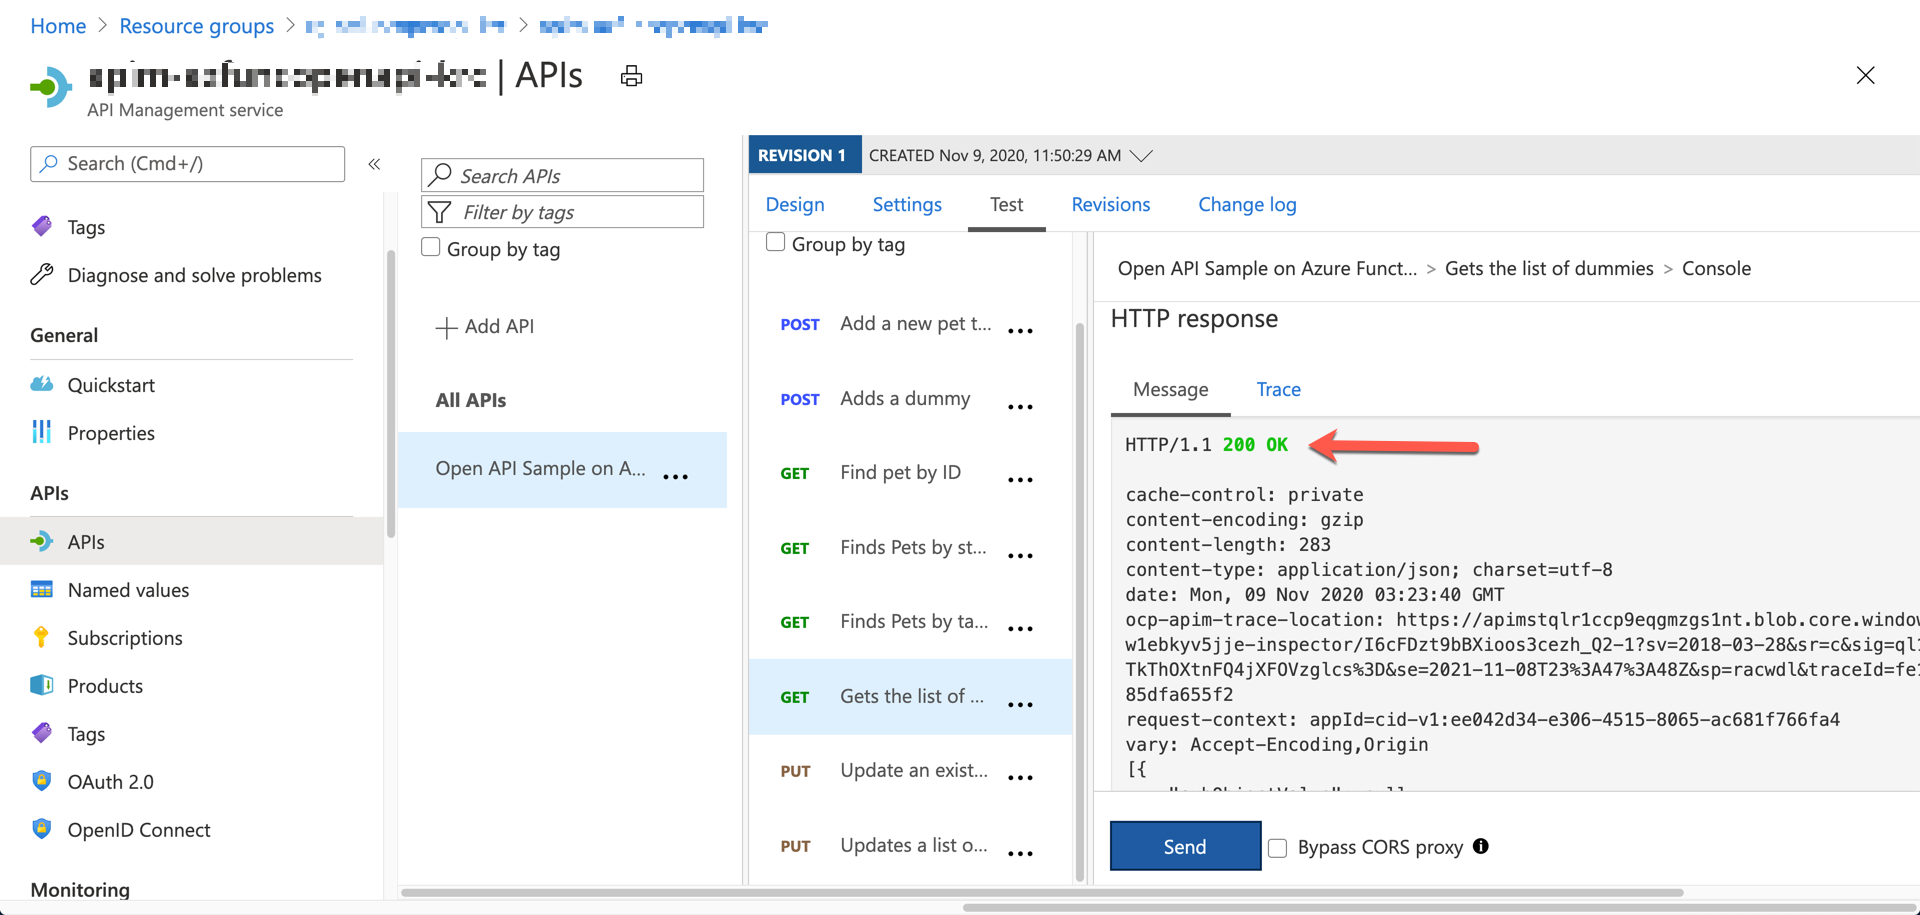 Home > Resource groups >
| APIs
API Management service
Search (Cmd+/)
«
Tags
Diagnose and solve problems
General
Quickstart
Properties
APIs
APIs
Named values
Subscriptions
Products
Tags
OAuth 2.0
OpenID Connect
Monitoring
Search APIs
Filter by tags
Group by tag
+ Add API
All APIs
Open API Sample on A... ...
REVISION 1 CREATED Nov 9, 2020, 11:50:29 AM
Design Settings Test Revisions Change log
Group by tag
POST Add a new pet t... ...
POST Adds a dummy ...
GET Find pet by ID ...
GET Finds Pets by st... ...
GET Finds Pets by ta... ...
GET Gets the list of ... ...
PUT Update an exist... ...
PUT Updates a list o... ...
Open API Sample on Azure Funct... > Gets the list of dummies > Console
HTTP response
Message Trace
HTTP/1.1 200 OK
cache-control: private
content-encoding: gzip
content-length: 283
content-type: application/json; charset=utf-8
date: Mon, 09 Nov 2020 03:23:40 GMT
ocp-apim-trace-location: https://apimstqlr1ccp9eqgmzgs1nt.blob.core.window
w1ebkyv5jje-inspector/I6cFDzt9bBXioos3cezh_Q2-1?sv=2018-03-28&sr=c&sig=ql1
TkThOXtnFQ4jXFOVzglcs%3D&se=2021-11-08T23%3A47%3A48Z&sp=racwdl&traceId=fe1
85dfa655f2
request-context: appId=cid-v1:ee042d34-e306-4515-8065-ac681f766fa4
vary: Accept-Encoding,Origin
[{
Send Bypass CORS proxy